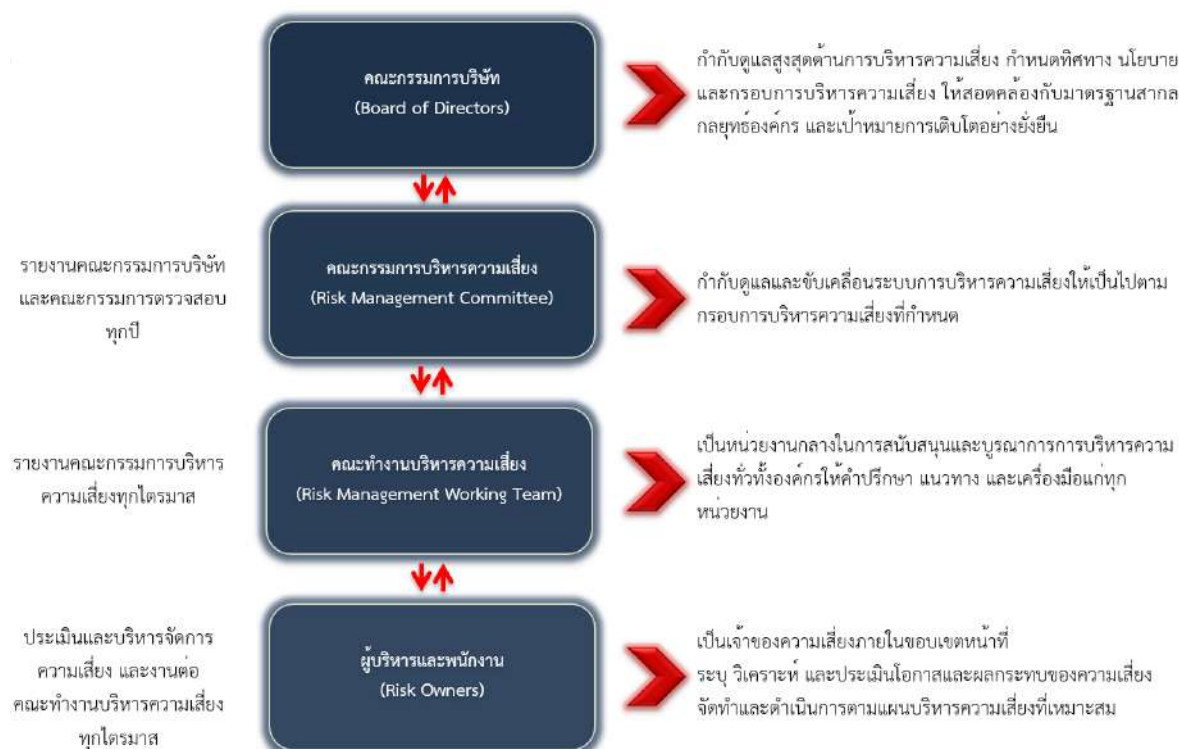 คณะกรรมการบริษัท
(Board of Directors)
กำกับดูแลสูงสุดด้านการบริหารความเสี่ยง กำหนดทิศทาง นโยบาย
และกรอบการบริหารความเสี่ยง ให้สอดคล้องกับมาตรฐานสากล
กลยุทธ์องค์กร และเป้าหมายการเติบโตอย่างยั่งยืน
รายงานคณะกรรมการบริษัท
และคณะกรรมการตรวจสอบ
ทุกปี
คณะกรรมการบริหารความเสี่ยง
(Risk Management Committee)
กำกับดูแลและขับเคลื่อนระบบการบริหารความเสี่ยงให้เป็นไปตาม
กรอบการบริหารความเสี่ยงที่กำหนด
รายงานคณะกรรมการบริหาร
ความเสี่ยงทุกไตรมาส
คณะทำงานบริหารความเสี่ยง
(Risk Management Working Team)
เป็นหน่วยงานกลางในการสนับสนุนและบูรณาการการบริหารความ
เสี่ยงทั่วทั้งองค์กรให้คำปรึกษา แนวทาง และเครื่องมือแก่ทุก
หน่วยงาน
ประเมินและบริหารจัดการ
ความเสี่ยง และงานต่อ
คณะทำงานบริหารความเสี่ยง
ทุกไตรมาส
ผู้บริหารและพนักงาน
(Risk Owners)
เป็นเจ้าของความเสี่ยงภายในขอบเขตหน้าที่
ระบุ วิเคราะห์ และประเมินโอกาสและผลกระทบของความเสี่ยง
จัดทำและดำเนินการตามแผนบริหารความเสี่ยงที่เหมาะสม